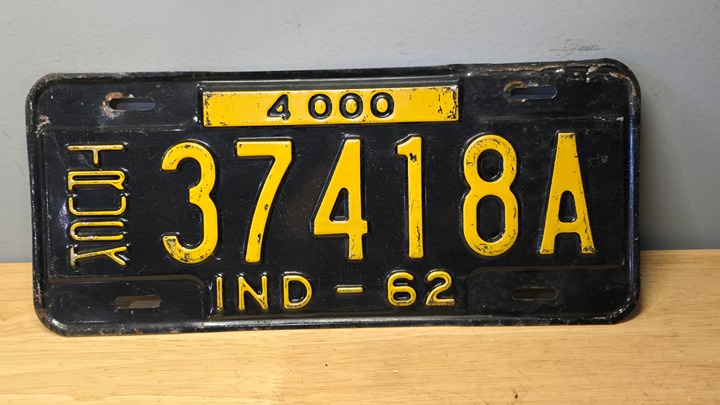 4 000
TRUCK
37418A
IND - 62